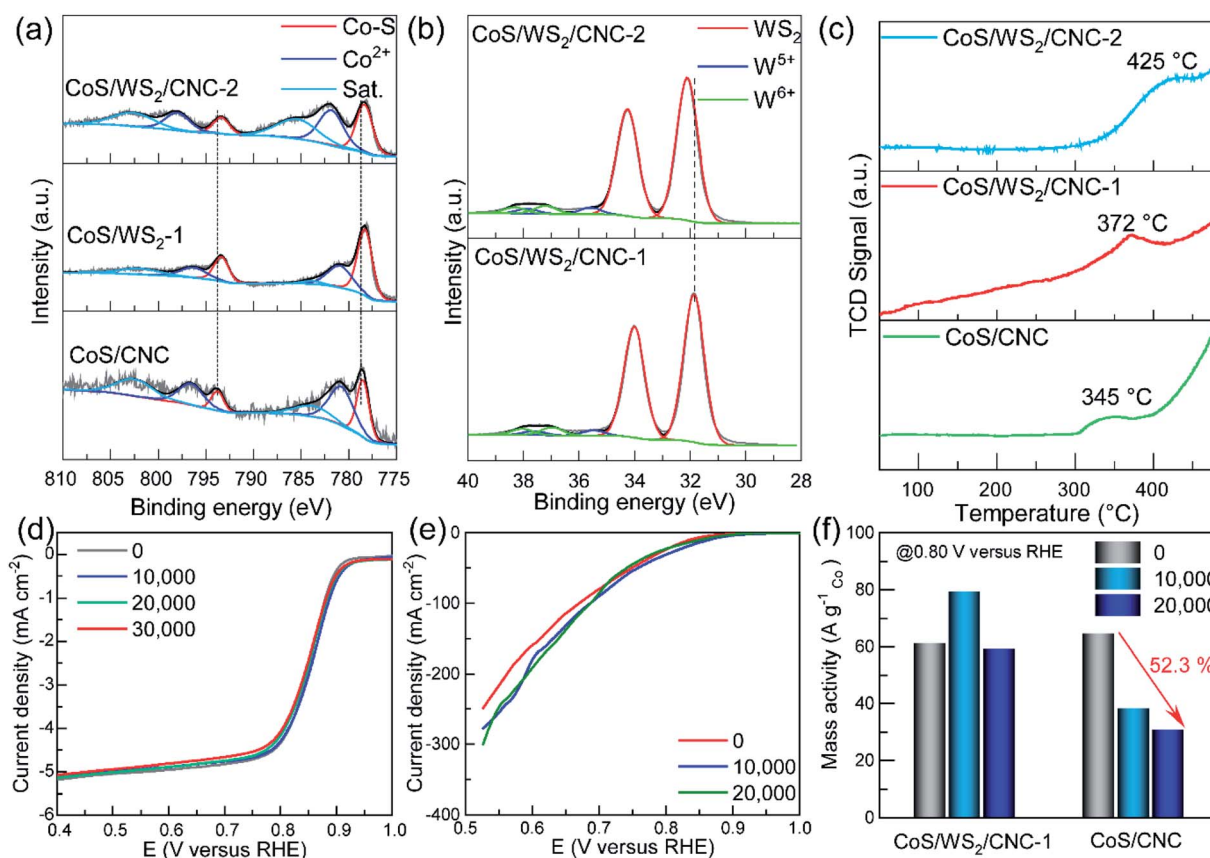 (a)
Co-S
Co²⁺
Sat.
CoS/WS₂/CNC-2
CoS/WS₂-1
CoS/CNC
Intensity (a.u.)
810 805 800 795 790 785 780 775
Binding energy (eV)
(b)
CoS/WS₂/CNC-2
WS₂
W⁵⁺
W⁶⁺
CoS/WS₂/CNC-1
Intensity (a.u.)
40 38 36 34 32 30 28
Binding energy (eV)
(c)
CoS/WS₂/CNC-2
425 °C
CoS/WS₂/CNC-1
372 °C
CoS/CNC
345 °C
TCD Signal (a.u.)
100 200 300 400
Temperature (°C)
(d)
0
10,000
20,000
30,000
Current density (mA cm⁻²)
0
-1
-2
-3
-4
-5
-6
0.4 0.5 0.6 0.7 0.8 0.9 1.0
E (V versus RHE)
(e)
0
10,000
20,000
Current density (mA cm⁻²)
0
-100
-200
-300
-400
0.5 0.6 0.7 0.8 0.9 1.0
E (V versus RHE)
(f)
@0.80 V versus RHE
0
10,000
20,000
52.3 %
Mass activity (A g⁻¹ Co)
100
80
60
40
20
0
CoS/WS₂/CNC-1 CoS/CNC